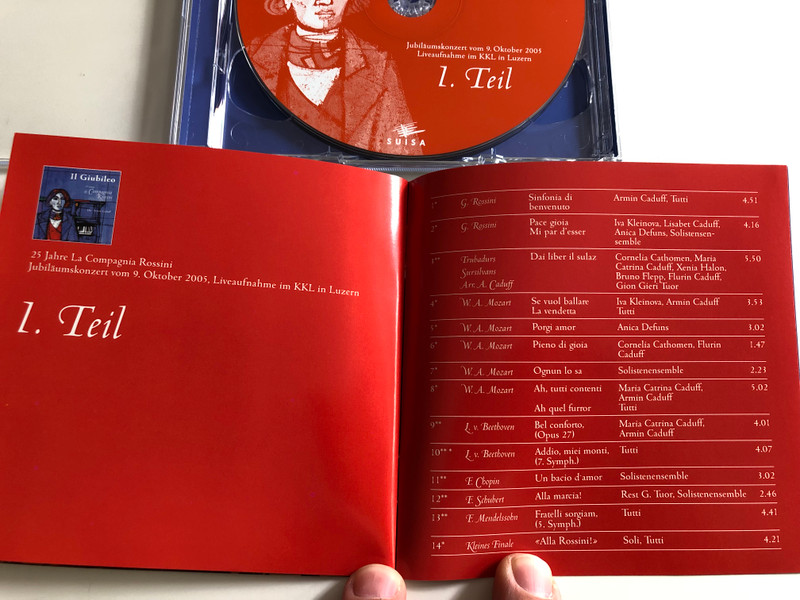 Jubiläumskonzert vom 9. Oktober 2005
Liveaufnahme im KKL in Luzern
1. Teil
SUISA
Il Giubileo
25 Jahre La Compagnia Rossini
Jubiläumskonzert vom 9. Oktober 2005, Liveaufnahme im KKL in Luzern
1. Teil
1* G. Rossini Sinfonia di Armin Caduff, Tutti 4.51
benvenuto
2* G. Rossini Pace gioia Iva Kleinova, Lisabet Caduff, 4.16
Mi par d'esser Anica Defuns, Solistensen-
semble
Trubadurs Dai liber il sulaz Cornelia Cathomen, Maria 5.50
Sursilvans Catrina Caduff, Xenia Halon,
Arr. A. Caduff Bruno Flepp, Flurin Caduff,
Gion Gieri Tuor
4* W. A. Mozart Se vuol ballare Iva Kleinova, Armin Caduff 3.53
La vendetta Tutti
5* W. A. Mozart Porgi amor Anica Defuns 3.02
6* W. A. Mozart Pieno di gioia Cornelia Cathomen, Flurin 1.47
Caduff
7* W. A. Mozart Ognun lo sa Solistenensemble 2.23
8* W. A. Mozart Ah, tutti contenti Maria Catrina Caduff, 5.02
Armin Caduff
Ah quel furror Tutti
9** L. v. Beethoven Bel conforto, Maria Catrina Caduff, 4.01
(Opus 27) Armin Caduff
10*** L. v. Beethoven Addio, miei monti, Tutti 4.07
(7. Symph.)
11** F. Chopin Un bacio d'amor Solistenensemble 3.02
12** F. Schubert Alla marcia! Rest G. Tuor, Solistenensemble 2.46
13** F. Mendelssohn Fratelli sorgiam, Tutti 4.41
(5. Symph.)
14* Kleines Finale «Alla Rossini!» Soli, Tutti 4.21